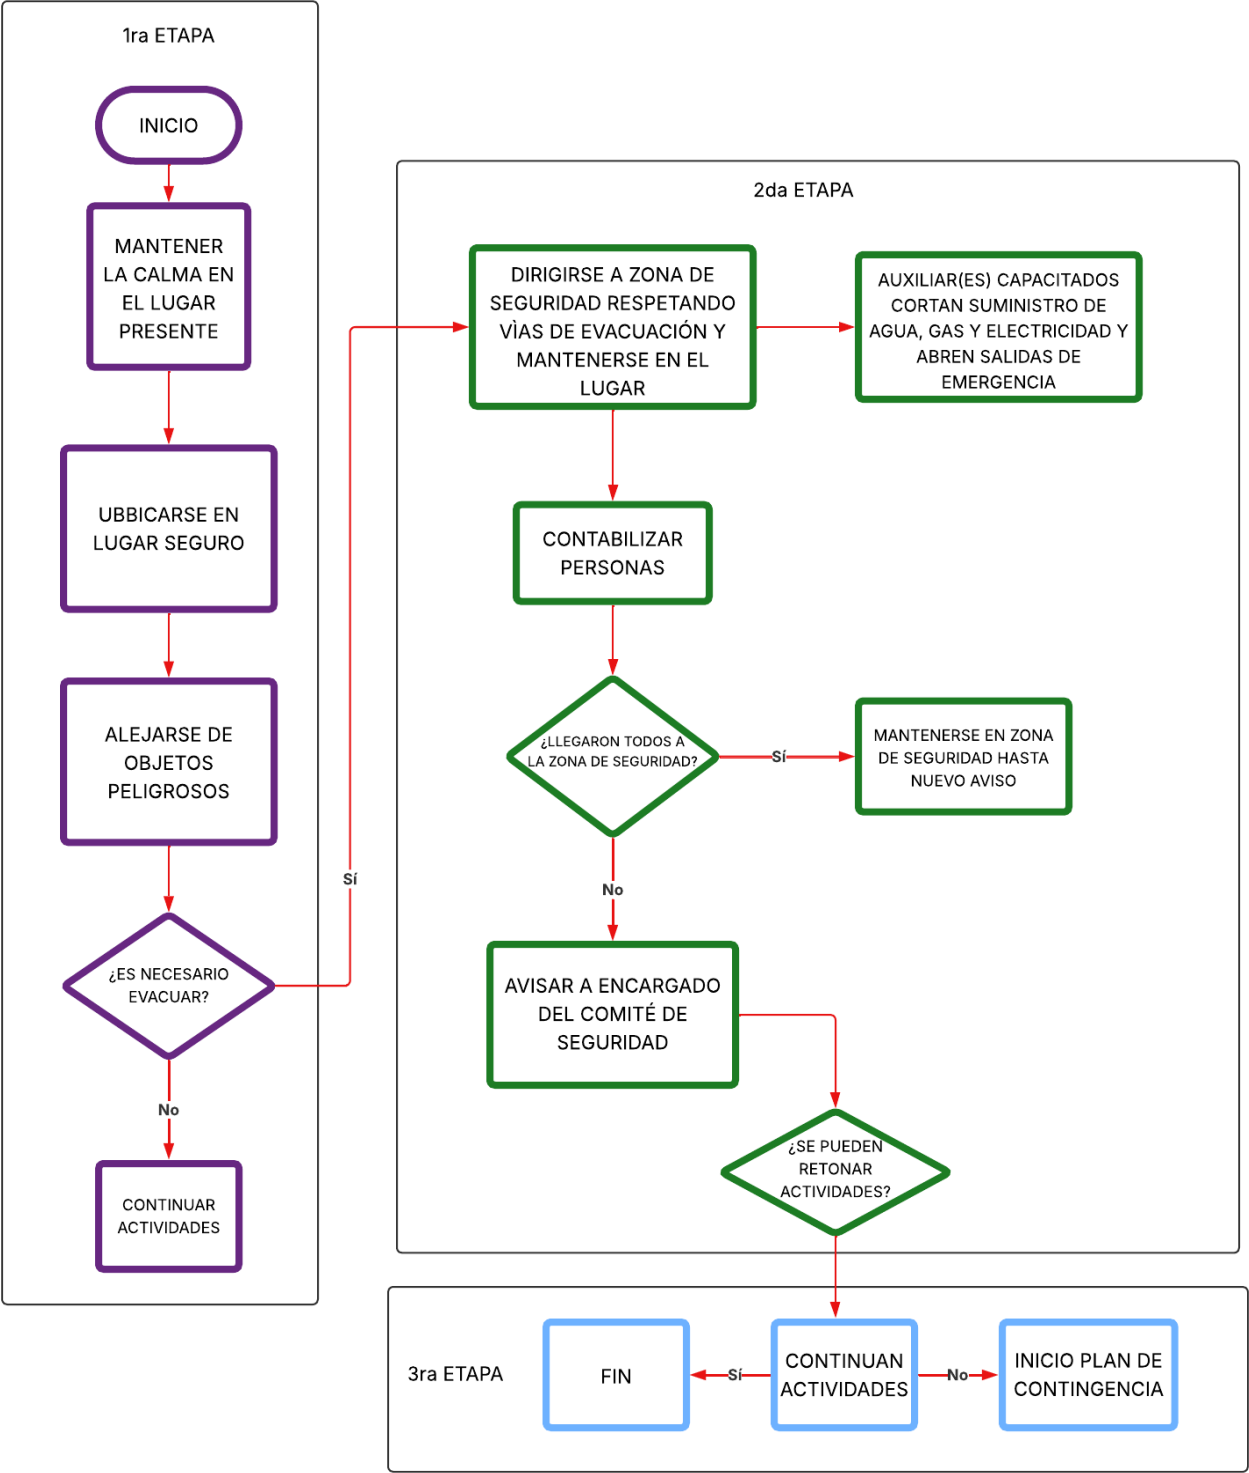 1ra ETAPA
INICIO
MANTENER
LA CALMA EN
EL LUGAR
PRESENTE
UBBICARSE EN
LUGAR SEGURO
ALEJARSE DE
OBJETOS
PELIGROSOS
¿ES NECESARIO
EVACUAR?
Sí
No
CONTINUAR
ACTIVIDADES
2da ETAPA
DIRIGIRSE A ZONA DE
SEGURIDAD RESPETANDO
VÌAS DE EVACUACIÓN Y
MANTENERSE EN EL
LUGAR
AUXILIAR(ES) CAPACITADOS
CORTAN SUMINISTRO DE
AGUA, GAS Y ELECTRICIDAD Y
ABREN SALIDAS DE
EMERGENCIA
CONTABILIZAR
PERSONAS
¿LLEGARON TODOS A
LA ZONA DE SEGURIDAD?
Sí
MANTENERSE EN ZONA
DE SEGURIDAD HASTA
NUEVO AVISO
No
AVISAR A ENCARGADO
DEL COMITÉ DE
SEGURIDAD
¿SE PUEDEN
RETONAR
ACTIVIDADES?
3ra ETAPA
FIN
Sí
CONTINUAN
ACTIVIDADES
No
INICIO PLAN DE
CONTINGENCIA